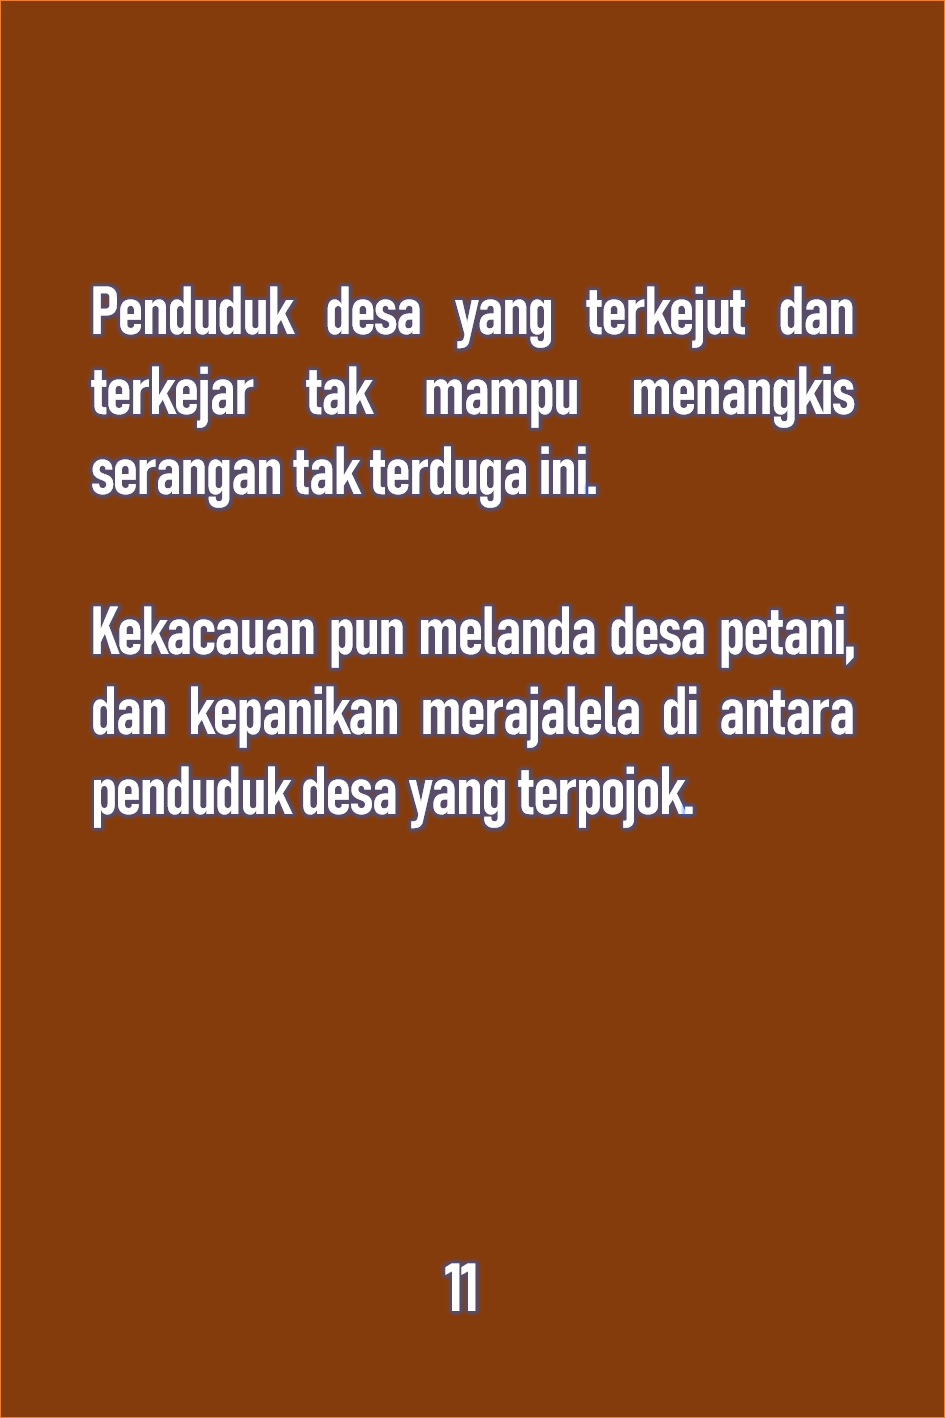 Penduduk desa yang terkejut dan
terkejar tak mampu menangkis
serangan tak terduga ini.
Kekacauan pun melanda desa petani,
dan kepanikan merajalela di antara
penduduk desa yang terpojok.
11